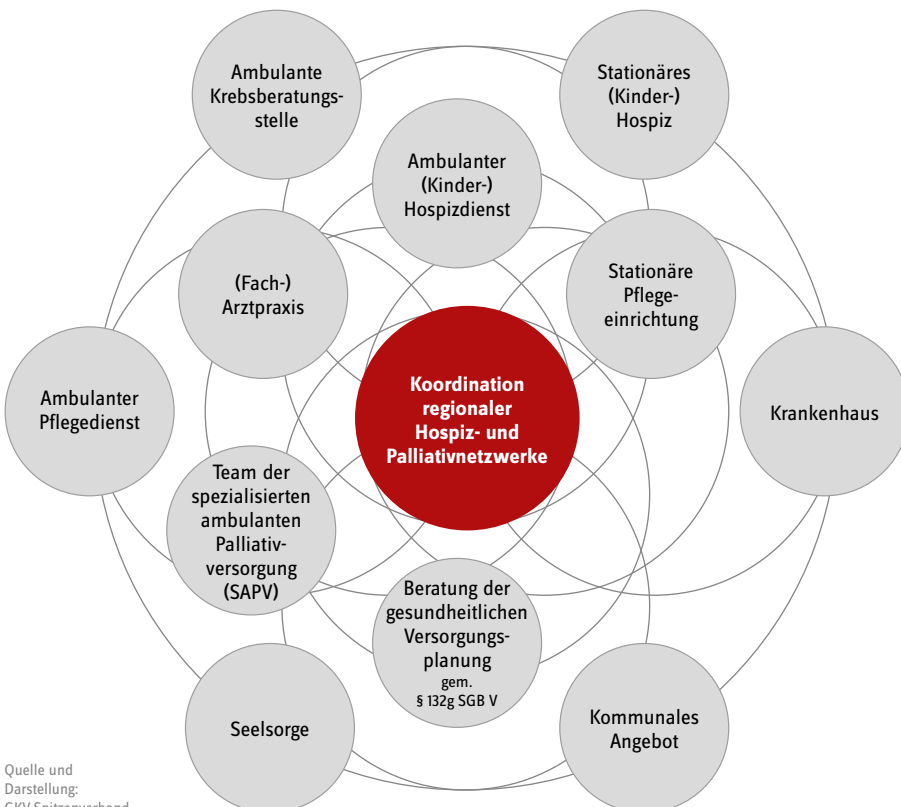 Ambulante
Krebsberatungs-
stelle
Stationäres
(Kinder-)
Hospiz
Ambulanter
(Kinder-)
Hospizdienst
(Fach-)
Arztpraxis
Stationäre
Pflege-
einrichtung
Ambulanter
Pflegedienst
Koordination
regionaler
Hospiz- und
Palliativnetzwerke
Krankenhaus
Team der
spezialisierten
ambulanten
Palliativ-
versorgung
(SAPV)
Beratung der
gesundheitlichen
Versorgungs-
planung
gem.
§ 132g SGB V
Seelsorge
Kommunales
Angebot
Quelle und
Darstellung:
GKV-Spitzenverband